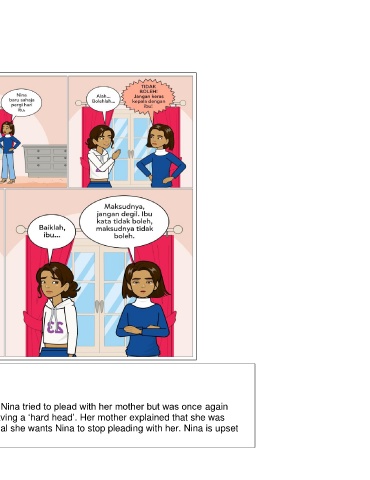 Nina
baru sahaja
pergi hari
itu.
Alah...
Bolehlah...
TIDAK
BOLEH!
Jangan keras
kepala dengan
ibu!
Baiklah,
ibu...
Maksudnya,
jangan degil. Ibu
kata tidak boleh,
maksudnya tidak
boleh.
23
Nina tried to plead with her mother but was once again
ving a 'hard head'. Her mother explained that she was
al she wants Nina to stop pleading with her. Nina is upset